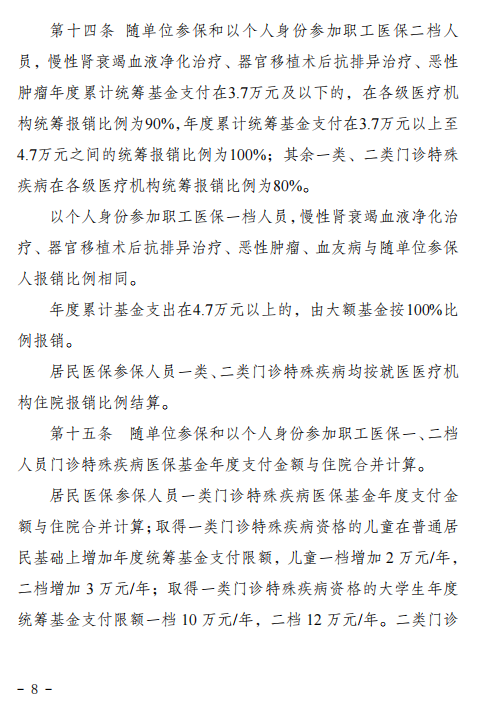 第十四条 随单位参保和以个人身份参加职工医保二档人
员，慢性肾衰竭血液净化治疗、器官移植术后抗排异治疗、恶性
肿瘤年度累计统筹基金支付在3.7万元及以下的，在各级医疗机
构统筹报销比例为90%，年度累计统筹基金支付在3.7万元以上至
4.7万元之间的统筹报销比例为100%；其余一类、二类门诊特殊
疾病在各级医疗机构统筹报销比例为80%。
以个人身份参加职工医保一档人员，慢性肾衰竭血液净化治
疗、器官移植术后抗排异治疗、恶性肿瘤、血友病与随单位参保
人报销比例相同。
年度累计基金支出在4.7万元以上的，由大额基金按100%比
例报销。
居民医保参保人员一类、二类门诊特殊疾病均按就医医疗机
构住院报销比例结算。
第十五条 随单位参保和以个人身份参加职工医保一、二档
人员门诊特殊疾病医保基金年度支付金额与住院合并计算。
居民医保参保人员一类门诊特殊疾病医保基金年度支付金
额与住院合并计算；取得一类门诊特殊疾病资格的儿童在普通居
民基础上增加年度统筹基金支付限额，儿童一档增加 2 万元/年，
二档增加 3 万元/年；取得一类门诊特殊疾病资格的大学生年度
统筹基金支付限额一档 10 万元/年，二档 12 万元/年。二类门诊
- 8 -